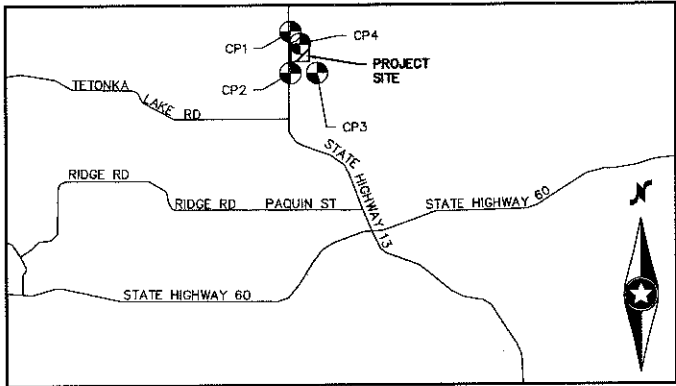 CP1
CP4
PROJECT
SITE
CP2
CP3
TETONKA
LAKE RD
STATE HIGHWAY 13
RIDGE RD
RIDGE RD
PAQUIN ST
STATE HIGHWAY 60
STATE HIGHWAY 60
N